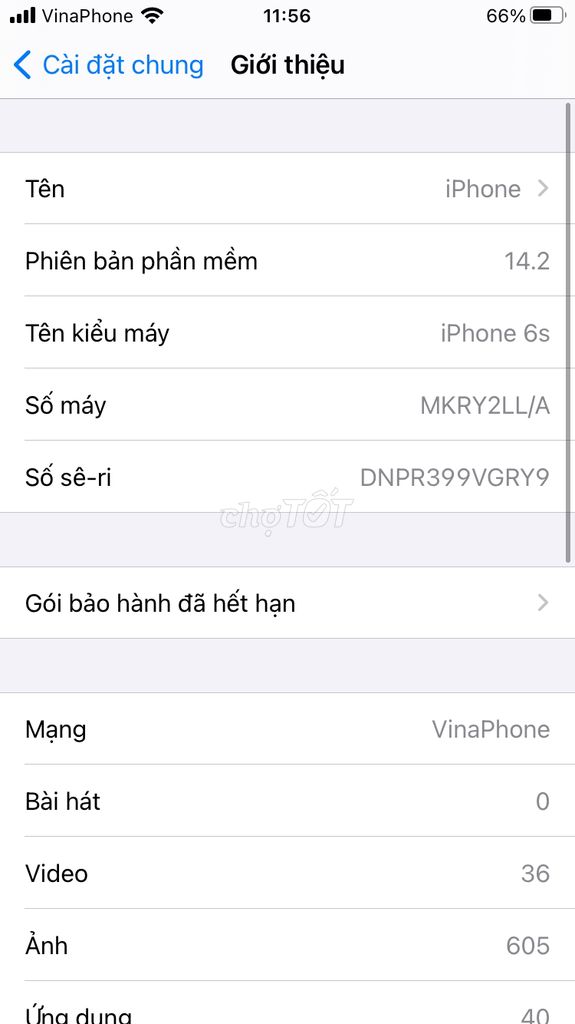 VinaPhone 11:56 66%
Cài đặt chung Giới thiệu
Tên iPhone
Phiên bản phần mềm 14.2
Tên kiểu máy iPhone 6s
Số máy MKRY2LL/A
Số sê-ri DNPR399VGRY9
chợTỐT
Gói bảo hành đã hết hạn
Mạng VinaPhone
Bài hát 0
Video 36
Ảnh 605
Ứng dụng 40